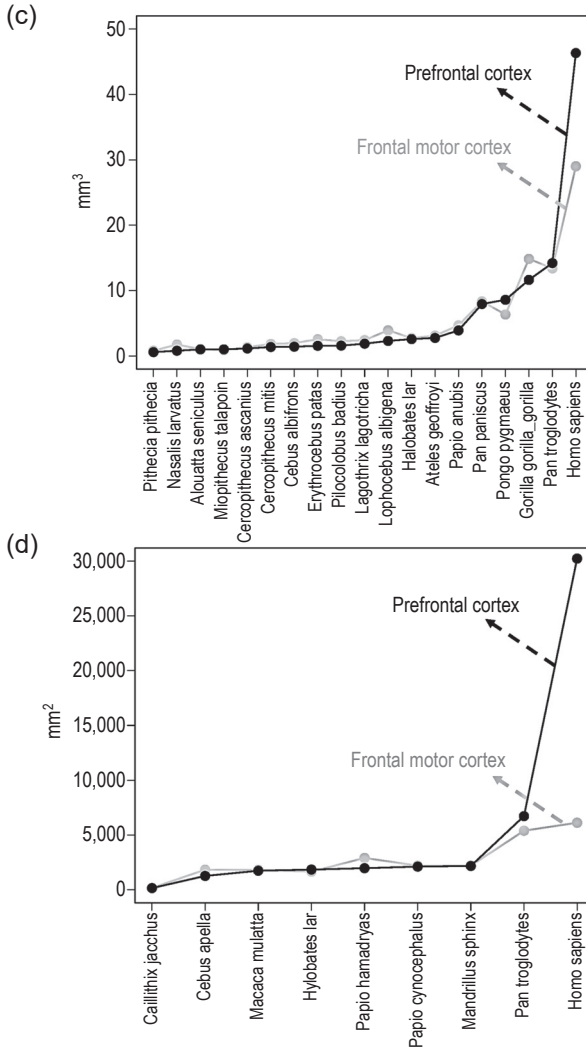 (c)
50
40
30
20
10
0
mm³
Prefrontal cortex
Frontal motor cortex
Pithecia pithecia
Nasalis larvatus
Alouatta seniculus
Miopithecus talapoin
Cercopithecus ascanius
Cercopithecus mitis
Cebus albifrons
Erythrocebus patas
Pilocolobus badius
Lagothrix lagotricha
Lophocebus albigena
Halobates lar
Ateles geoffroyi
Papio anubis
Pan paniscus
Pongo pygmaeus
Gorilla gorilla_gorilla
Pan troglodytes
Homo sapiens
(d)
30,000
20,000
10,000
5,000
0
mm²
Prefrontal cortex
Frontal motor cortex
Caillithix jacchus
Cebus apella
Macaca mulatta
Hylobates lar
Papio hamadryas
Papio cynocephalus
Mandrillus sphinx
Pan troglodytes
Homo sapiens